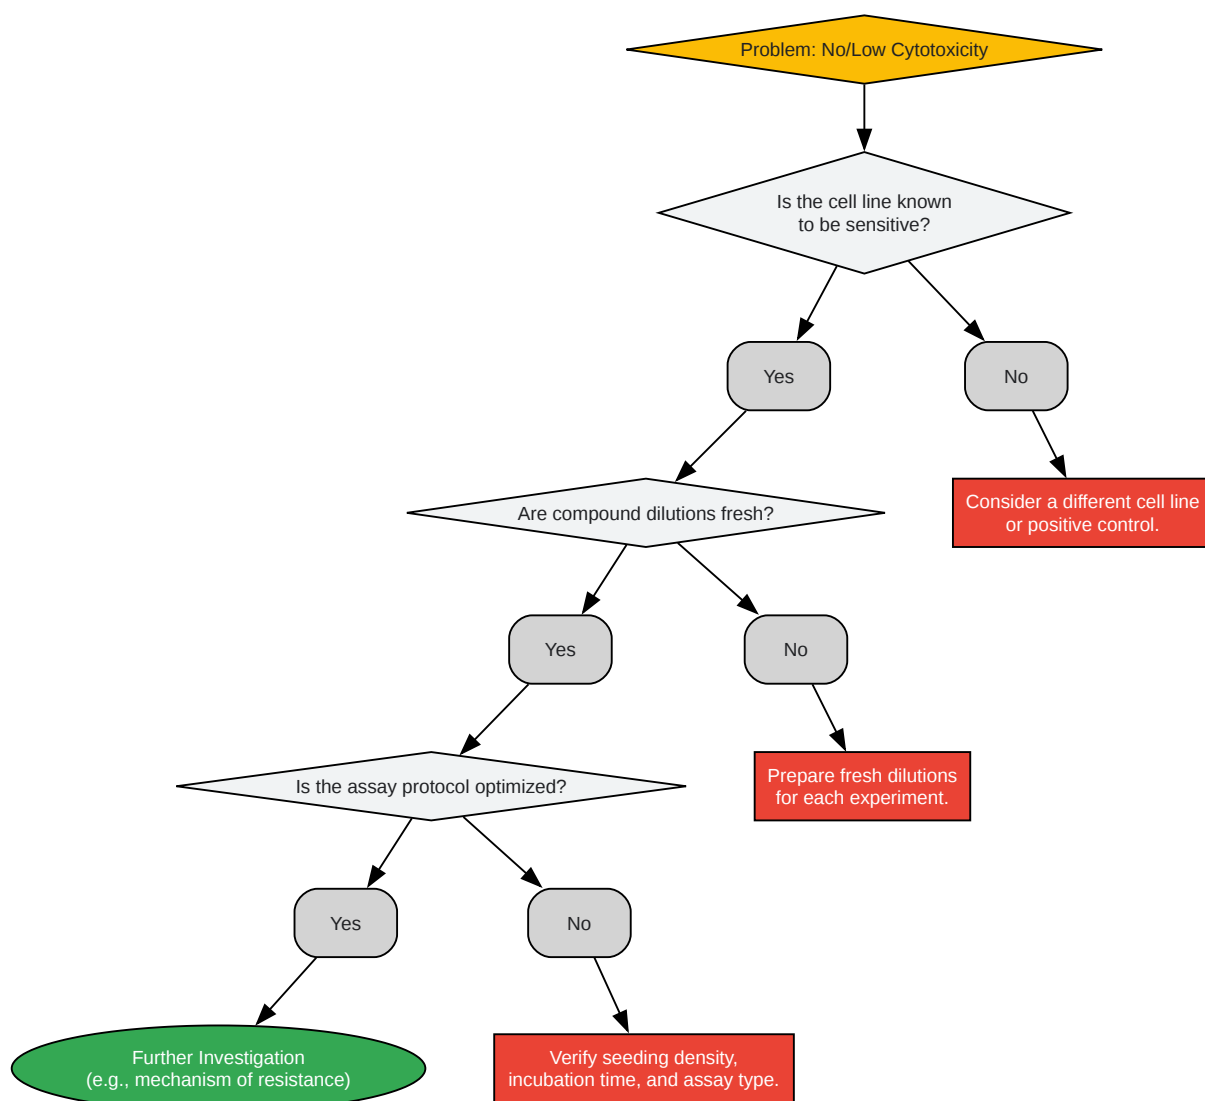 Problem: No/Low Cytotoxicity
Is the cell line known
to be sensitive?
Yes
No
Consider a different cell line
or positive control.
Are compound dilutions fresh?
Yes
No
Prepare fresh dilutions
for each experiment.
Is the assay protocol optimized?
Yes
No
Further Investigation
(e.g., mechanism of resistance)
Verify seeding density,
incubation time, and assay type.